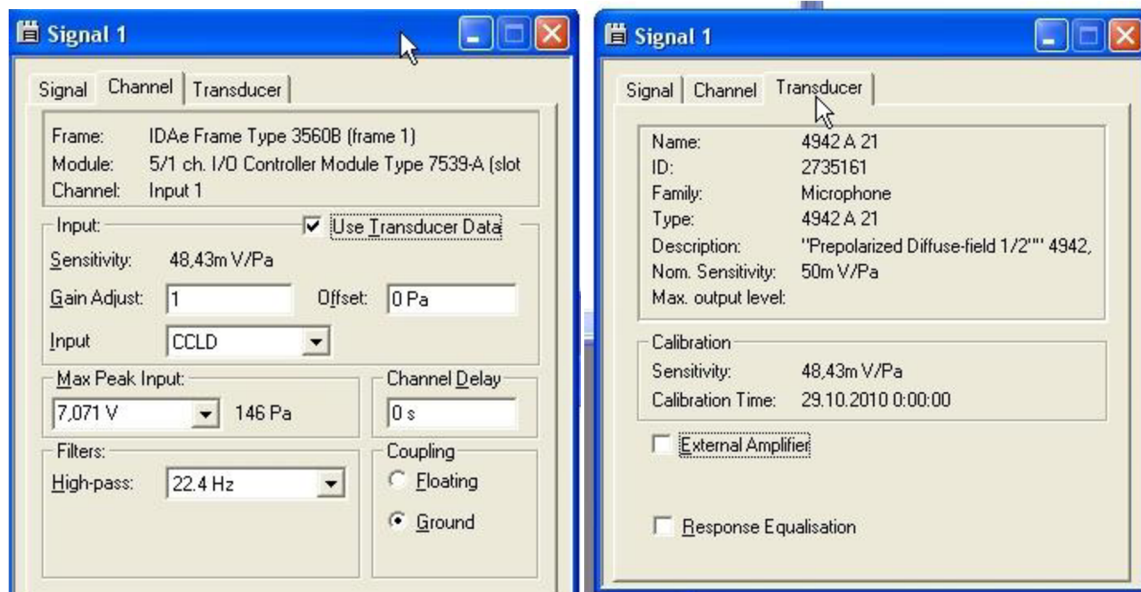 Signal 1
Signal Channel Transducer
Frame: IDAe Frame Type 3560B (frame 1)
Module: 5/1 ch. I/O Controller Module Type 7539-A (slot
Channel: Input 1
Input: Use Transducer Data
Sensitivity: 48,43m V/Pa
Gain Adjust: 1 Offset: 0 Pa
Input CCLD
Max Peak Input: Channel Delay
7,071 V 146 Pa 0 s
Filters: Coupling
High-pass: 22.4 Hz Floating
Ground
Signal 1
Signal Channel Transducer
Name: 4942 A 21
ID: 2735161
Family: Microphone
Type: 4942 A 21
Description: "Prepolarized Diffuse-field 1/2"" 4942,
Nom. Sensitivity: 50m V/Pa
Max. output level:
Calibration
Sensitivity: 48,43m V/Pa
Calibration Time: 29.10.2010 0:00:00
External Amplifier
Response Equalisation